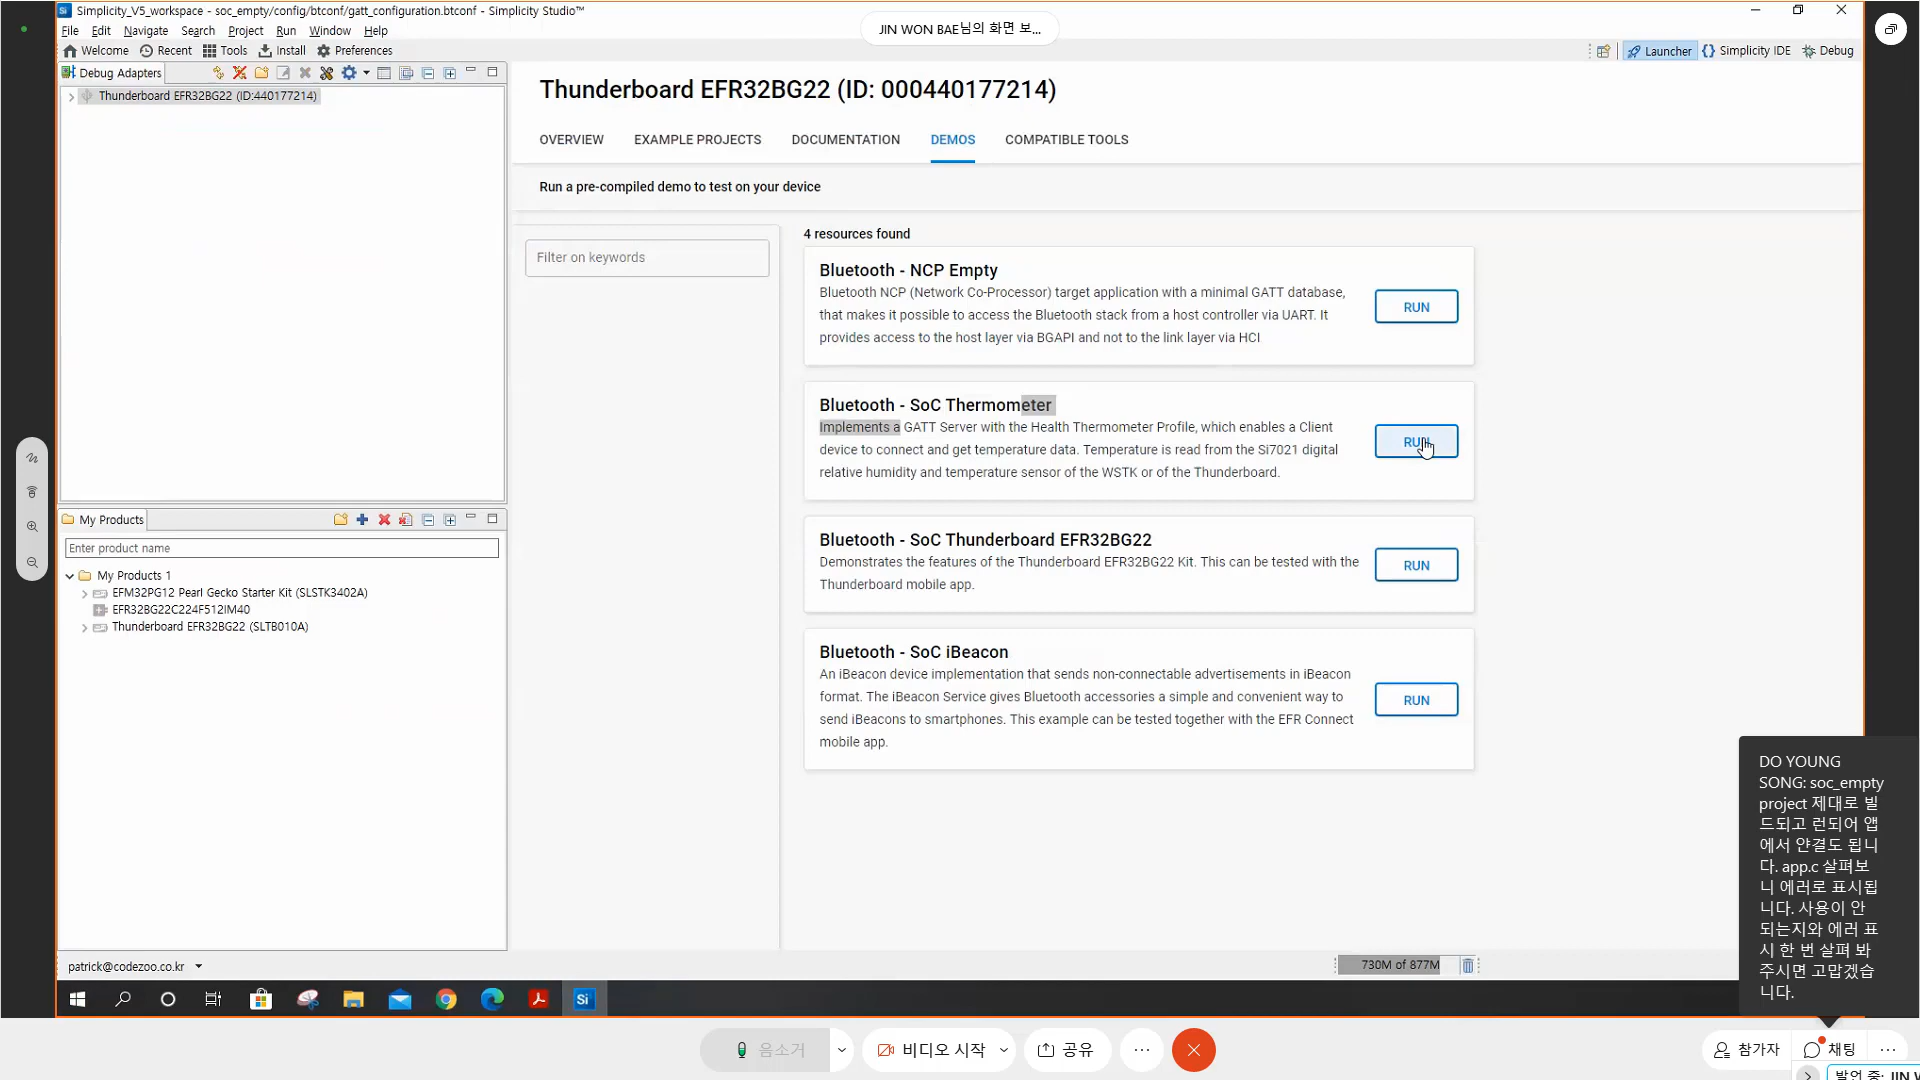 Simplicity_V5_workspace - soc_empty/config/btconf/gatt_configuration.btconf - Simplicity Studio™
JIN WON BAE님의 화면 보...
File Edit Navigate Search Project Run Window Help
Welcome Recent Tools Install Preferences
Launcher Simplicity IDE Debug
Debug Adapters
Thunderboard EFR32BG22 (ID:440177214)
Thunderboard EFR32BG22 (ID: 000440177214)
OVERVIEW EXAMPLE PROJECTS DOCUMENTATION DEMOS COMPATIBLE TOOLS
Run a pre-compiled demo to test on your device
Filter on keywords
4 resources found
Bluetooth - NCP Empty
Bluetooth NCP (Network Co-Processor) target application with a minimal GATT database,
that makes it possible to access the Bluetooth stack from a host controller via UART. It
provides access to the host layer via BGAPI and not to the link layer via HCI
RUN
Bluetooth - SoC Thermometer
Implements a GATT Server with the Health Thermometer Profile, which enables a Client
device to connect and get temperature data. Temperature is read from the Si7021 digital
relative humidity and temperature sensor of the WSTK or of the Thunderboard.
RUN
Bluetooth - SoC Thunderboard EFR32BG22
Demonstrates the features of the Thunderboard EFR32BG22 Kit. This can be tested with the
Thunderboard mobile app.
RUN
Bluetooth - SoC iBeacon
An iBeacon device implementation that sends non-connectable advertisements in iBeacon
format. The iBeacon Service gives Bluetooth accessories a simple and convenient way to
send iBeacons to smartphones. This example can be tested together with the EFR Connect
mobile app.
RUN
My Products
Enter product name
My Products 1
EFM32PG12 Pearl Gecko Starter Kit (SLSTK3402A)
EFR32BG22C224F512IM40
Thunderboard EFR32BG22 (SLTB010A)
patrick@codezoo.co.kr
730M of 877M
DO YOUNG
SONG: soc_empty
project 제대로 빌
드되고 런되어 앱
에서 얀결도 됩니
다. app.c 살펴보
니 에러로 표시됩
니다. 사용이 안
되는지와 에러 표
시 한 번 살펴 봐
주시면 고맙겠습
니다.
음소거 비디오 시작 공유
참가자 채팅
발언 중: JIN W